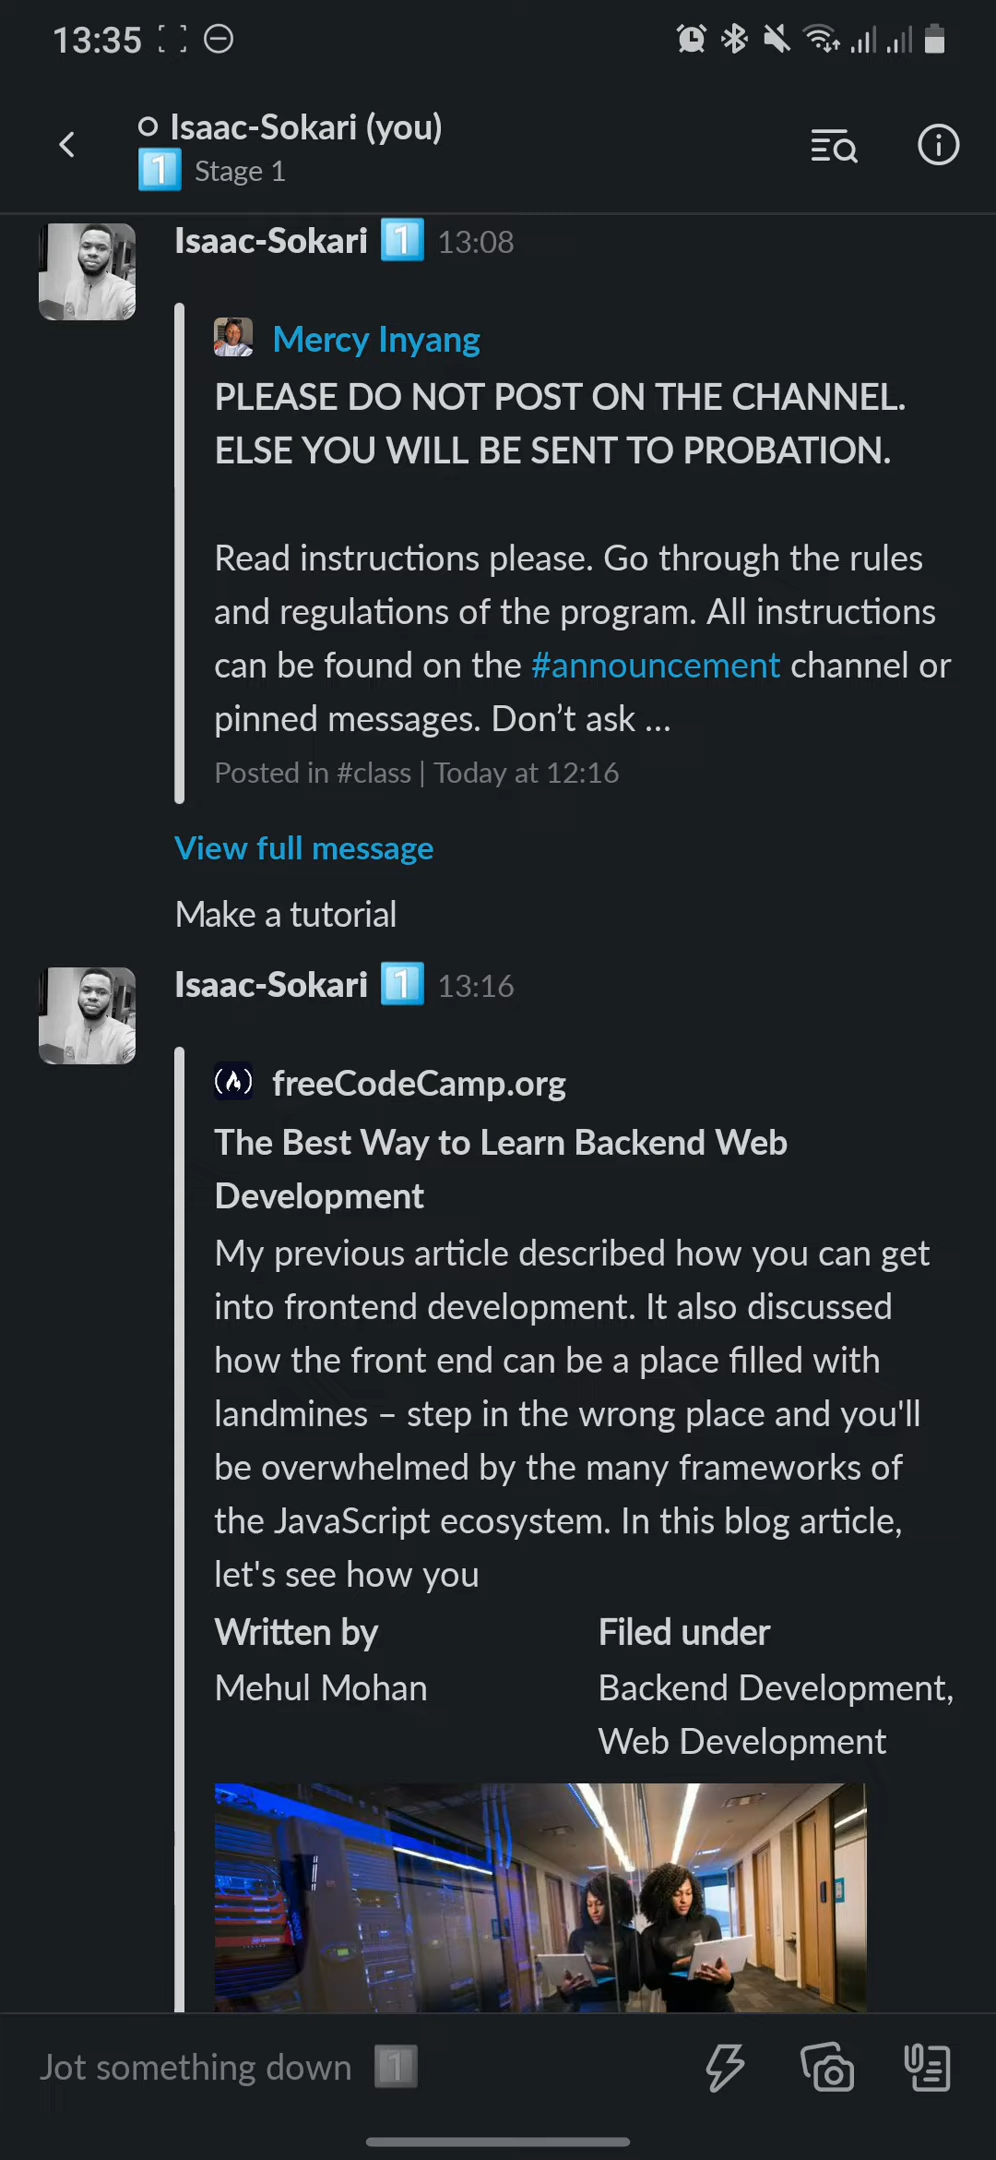 13:35
Isaac-Sokari (you)
1 Stage 1
Isaac-Sokari 1 13:08
Mercy Inyang
PLEASE DO NOT POST ON THE CHANNEL.
ELSE YOU WILL BE SENT TO PROBATION.
Read instructions please. Go through the rules
and regulations of the program. All instructions
can be found on the #announcement channel or
pinned messages. Don’t ask ...
Posted in #class | Today at 12:16
View full message
Make a tutorial
Isaac-Sokari 1 13:16
freeCodeCamp.org
The Best Way to Learn Backend Web
Development
My previous article described how you can get
into frontend development. It also discussed
how the front end can be a place filled with
landmines – step in the wrong place and you'll
be overwhelmed by the many frameworks of
the JavaScript ecosystem. In this blog article,
let's see how you
Written by
Mehul Mohan
Filed under
Backend Development,
Web Development
Jot something down 1